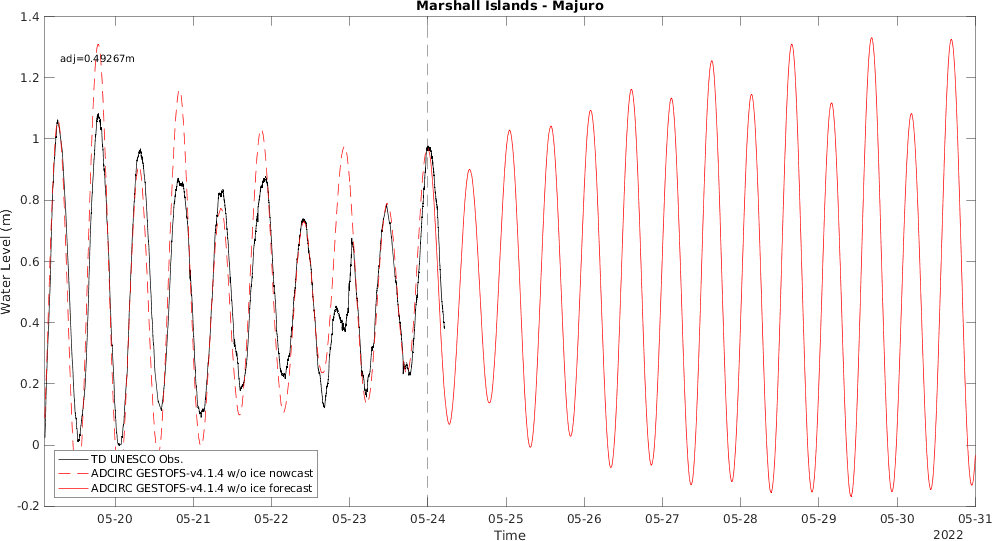 Marshall Islands - Majuro
adj=0.49267m
1.4
1.2
1
0.8
0.6
0.4
0.2
0
-0.2
Water Level (m)
TD UNESCO Obs.
ADCIRC GESTOFS-v4.1.4 w/o ice nowcast
ADCIRC GESTOFS-v4.1.4 w/o ice forecast
05-20 05-21 05-22 05-23 05-24 05-25 05-26 05-27 05-28 05-29 05-30 05-31
Time
2022